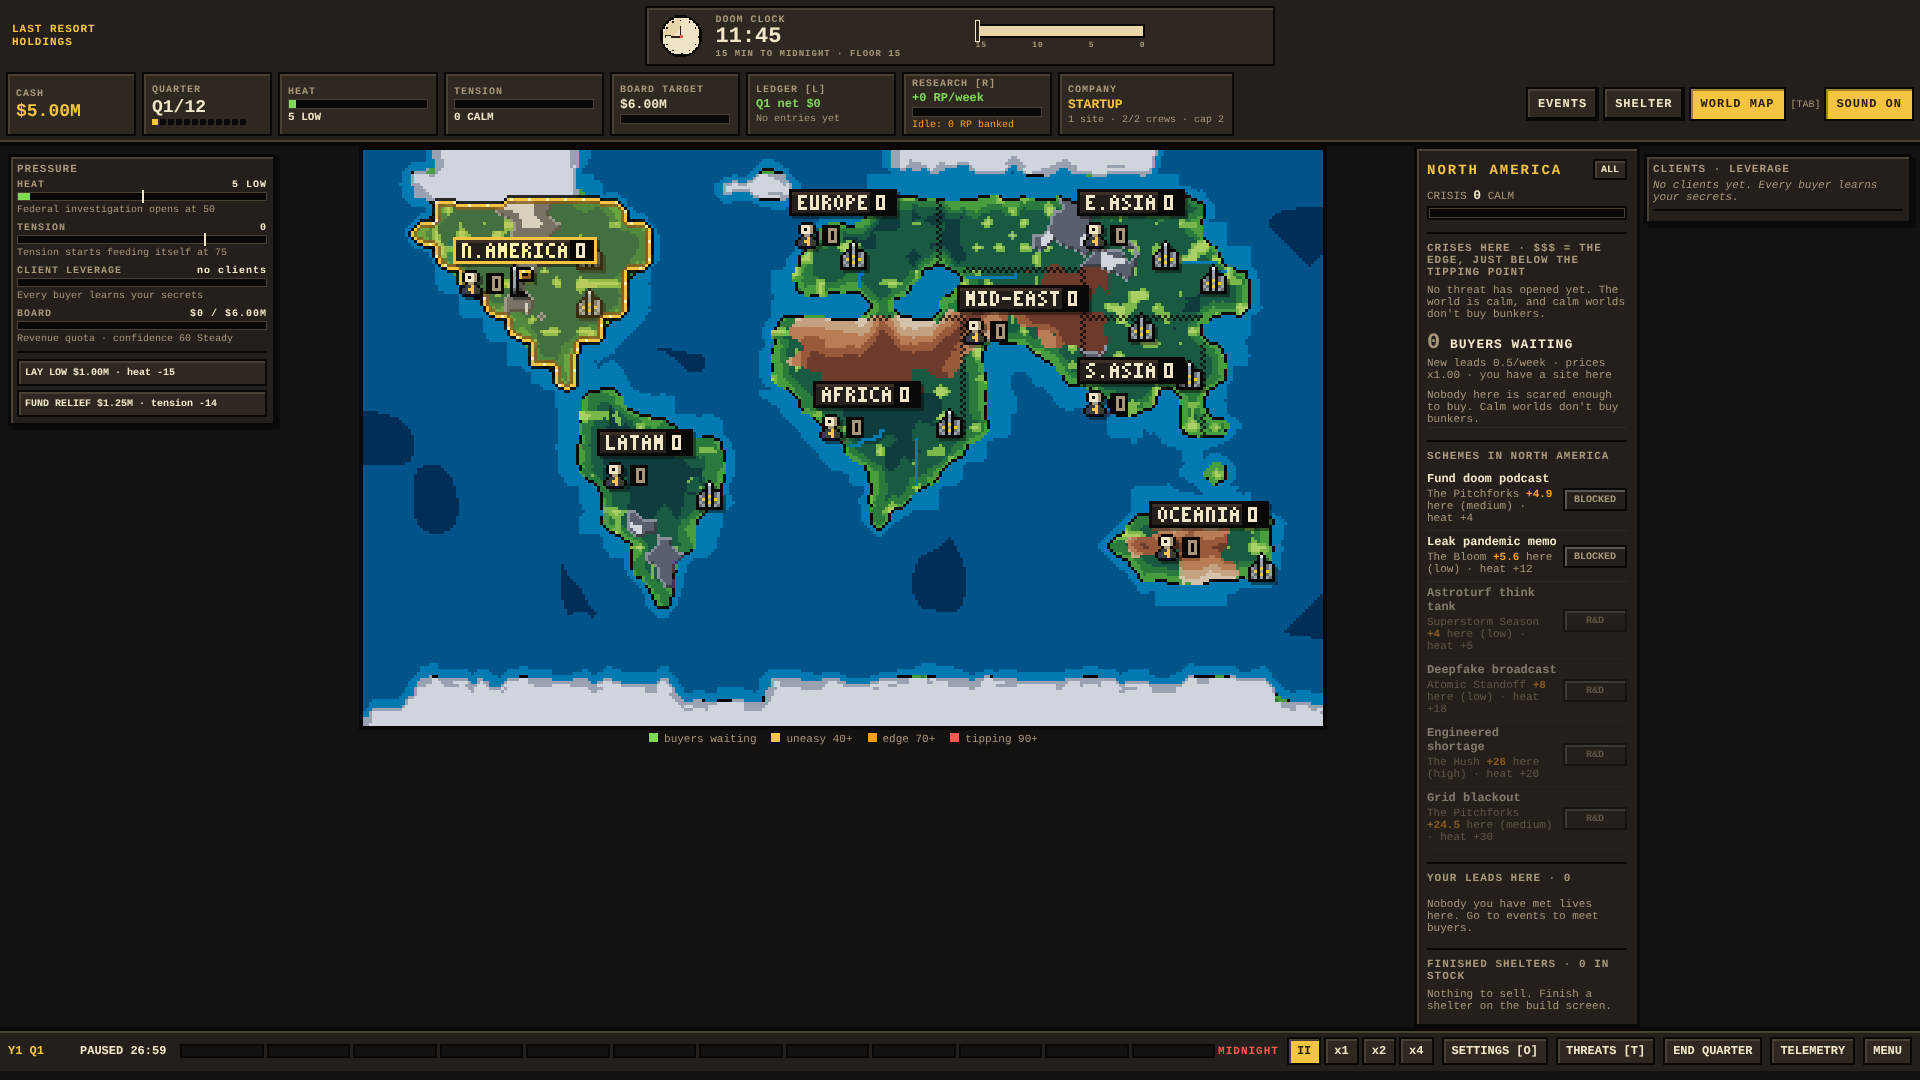 LAST RESORT
HOLDINGS
DOOM CLOCK
11:45
15 MIN TO MIDNIGHT · FLOOR 15
15 10 5 0
CASH
$5.00M
QUARTER
Q1/12
HEAT
5 LOW
TENSION
0 CALM
BOARD TARGET
$6.00M
LEDGER [L]
Q1 net $0
No entries yet
RESEARCH [R]
+0 RP/week
Idle: 0 RP banked
COMPANY
STARTUP
1 site · 2/2 crews · cap 2
EVENTS
SHELTER
WORLD MAP
[TAB]
SOUND ON
PRESSURE
HEAT 5 LOW
Federal investigation opens at 50
TENSION 0
Tension starts feeding itself at 75
CLIENT LEVERAGE no clients
Every buyer learns your secrets
BOARD $0 / $6.00M
Revenue quota · confidence 60 Steady
LAY LOW $1.00M · heat -15
FUND RELIEF $1.25M · tension -14
EUROPE 0
0
E.ASIA 0
0
N.AMERICA 0
0
MID-EAST 0
0
S.ASIA 0
0
AFRICA 0
0
LATAM 0
0
OCEANIA 0
0
buyers waiting
uneasy 40+
edge 70+
tipping 90+
NORTH AMERICA
ALL
CRISIS 0 CALM
CRISES HERE · $$$ = THE
EDGE, JUST BELOW THE
TIPPING POINT
No threat has opened yet. The
world is calm, and calm worlds
don't buy bunkers.
0 BUYERS WAITING
New leads 0.5/week · prices
x1.00 · you have a site here
Nobody here is scared enough
to buy. Calm worlds don't buy
bunkers.
SCHEMES IN NORTH AMERICA
Fund doom podcast
The Pitchforks +4.9
here (medium) ·
heat +4
BLOCKED
Leak pandemic memo
The Bloom +5.6 here
(low) · heat +12
BLOCKED
Astroturf think
tank
Superstorm Season
+4 here (low) ·
heat +5
R&D
Deepfake broadcast
Atomic Standoff +8
here (low) · heat
+18
R&D
Engineered
shortage
The Hush +26 here
(high) · heat +20
R&D
Grid blackout
The Pitchforks
+24.5 here (medium)
· heat +30
R&D
YOUR LEADS HERE · 0
Nobody you have met lives
here. Go to events to meet
buyers.
FINISHED SHELTERS · 0 IN
STOCK
Nothing to sell. Finish a
shelter on the build screen.
CLIENTS · LEVERAGE
No clients yet. Every buyer learns
your secrets.
Y1 Q1
PAUSED 26:59
MIDNIGHT
II
x1
x2
x4
SETTINGS [O]
THREATS [T]
END QUARTER
TELEMETRY
MENU